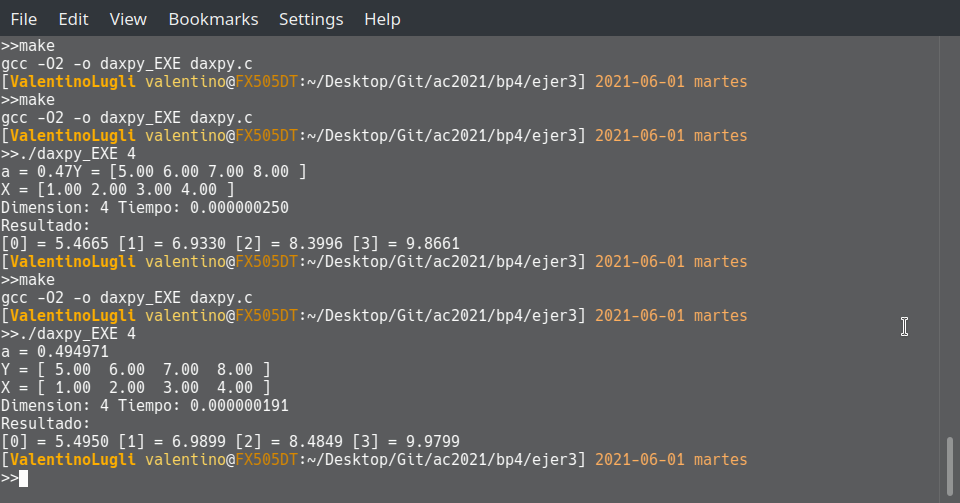 File Edit View Bookmarks Settings Help
>>make
gcc -O2 -o daxpy_EXE daxpy.c
[ValentinoLugli valentino@FX505DT:~/Desktop/Git/ac2021/bp4/ejer3] 2021-06-01 martes
>>make
gcc -O2 -o daxpy_EXE daxpy.c
[ValentinoLugli valentino@FX505DT:~/Desktop/Git/ac2021/bp4/ejer3] 2021-06-01 martes
>>./daxpy_EXE 4
a = 0.47Y = [5.00 6.00 7.00 8.00 ]
X = [1.00 2.00 3.00 4.00 ]
Dimension: 4 Tiempo: 0.000000250
Resultado:
[0] = 5.4665 [1] = 6.9330 [2] = 8.3996 [3] = 9.8661
[ValentinoLugli valentino@FX505DT:~/Desktop/Git/ac2021/bp4/ejer3] 2021-06-01 martes
>>make
gcc -O2 -o daxpy_EXE daxpy.c
[ValentinoLugli valentino@FX505DT:~/Desktop/Git/ac2021/bp4/ejer3] 2021-06-01 martes
>>./daxpy_EXE 4
a = 0.494971
Y = [ 5.00  6.00  7.00  8.00 ]
X = [ 1.00  2.00  3.00  4.00 ]
Dimension: 4 Tiempo: 0.000000191
Resultado:
[0] = 5.4950 [1] = 6.9899 [2] = 8.4849 [3] = 9.9799
[ValentinoLugli valentino@FX505DT:~/Desktop/Git/ac2021/bp4/ejer3] 2021-06-01 martes
>>